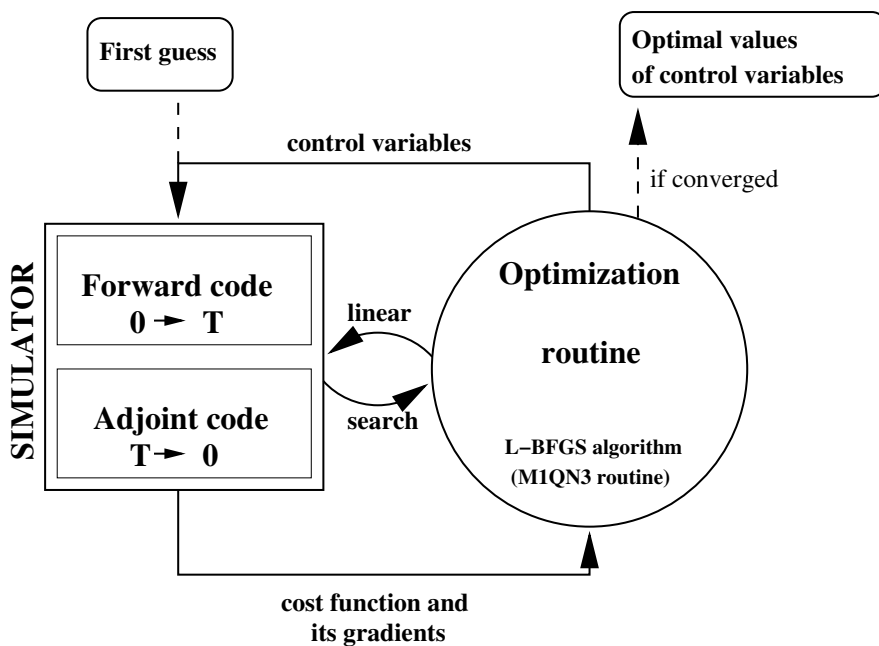 First guess
Optimal values
of control variables
control variables
if converged
SIMULATOR
Forward code
0 → T
Adjoint code
T → 0
linear
search
Optimization
routine
L−BFGS algorithm
(M1QN3 routine)
cost function and
its gradients